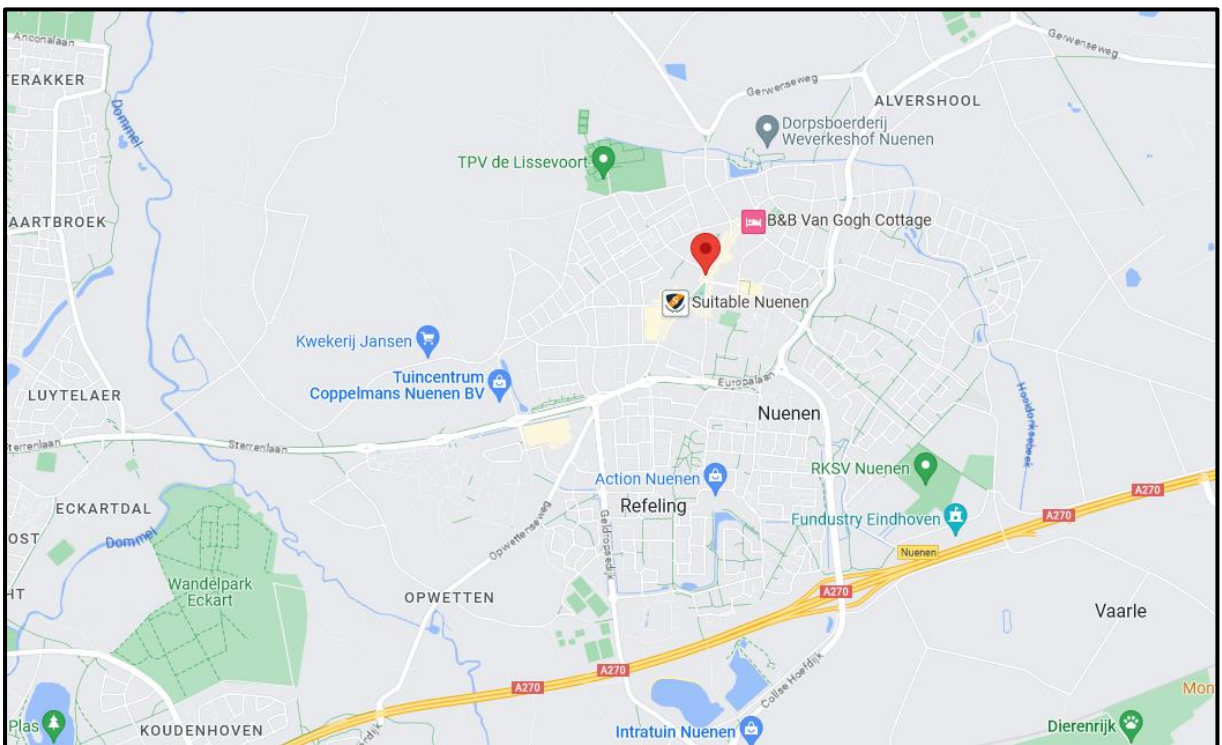 Anconalaan
Gerwenseweg
TERAKKER
Gerwenseweg
ALVERSHOOL
Dommel
Dorpsboerderij
Weverkeshof Nuenen
TPV de Lissevoort
AARTBROEK
B&B Van Gogh Cottage
Suitable Nuenen
Kwekerij Jansen
Tuincentrum
Coppelmans Nuenen BV
Europalaan
LUYTELAER
Nuenen
Hooidonksebeek
Sterrenlaan
Sterrenlaan
RKSV Nuenen
Action Nuenen
A270
Refeling
ECKARTDAL
A270
Fundustry Eindhoven
OST
Dommel
Opwettenseweg
Geldropsedijk
Nuenen
Wandelpark
Eckart
HT
A270
OPWETTEN
Vaarle
A270
A270
Collse Hoefdijk
Mon
Plas
KOUDENHOVEN
Intratuin Nuenen
Dierenrijk